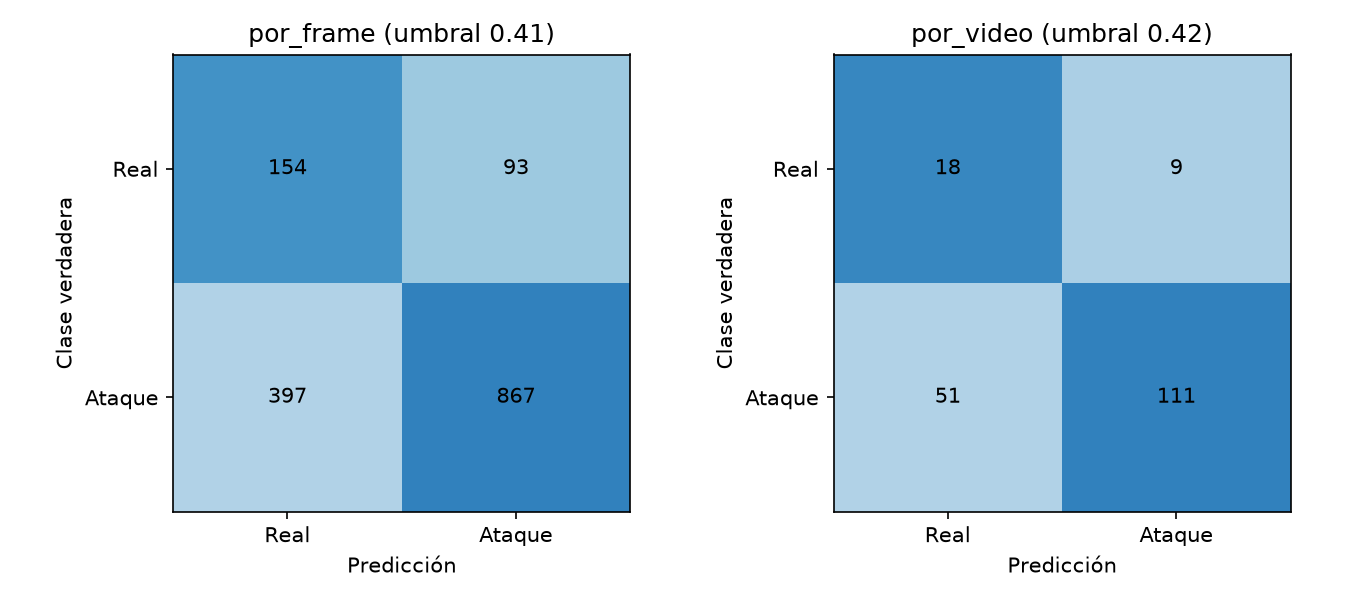 por_frame (umbral 0.41)
Clase verdadera
Real
154
93
Ataque
397
867
Real
Ataque
Predicción
por_video (umbral 0.42)
Clase verdadera
Real
18
9
Ataque
51
111
Real
Ataque
Predicción